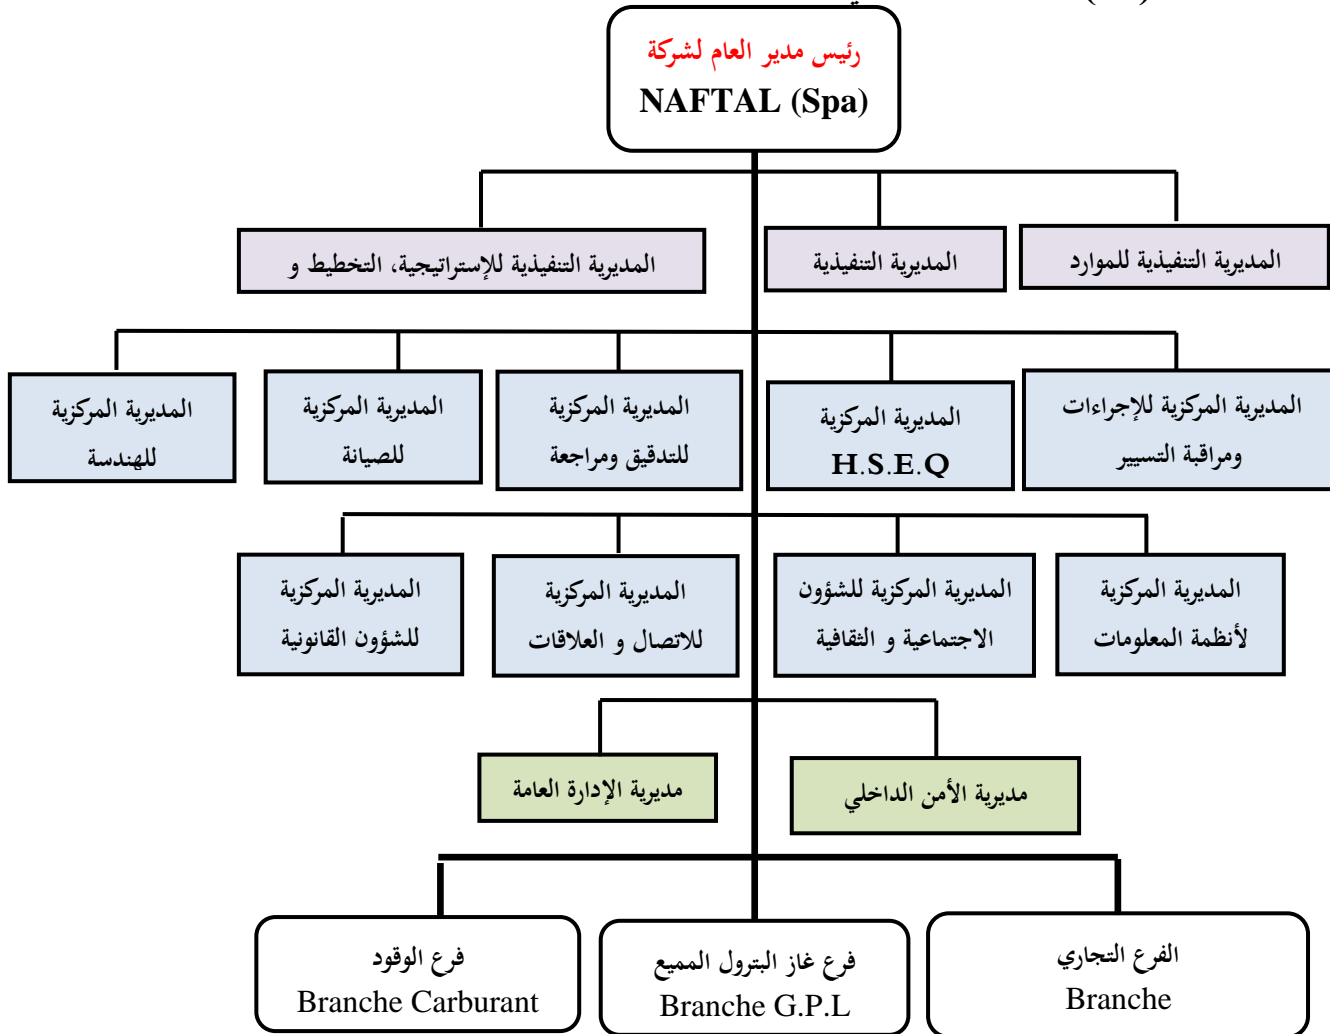 رئيس مدير العام لشركة
NAFTAL (Spa)
المديرية التنفيذية للموارد
المديرية التنفيذية
المديرية التنفيذية للإستراتيجية، التخطيط و
المديرية المركزية للإجراءات
ومراقبة التسيير
المديرية المركزية
H.S.E.Q
المديرية المركزية
للتدقيق ومراجعة
المديرية المركزية
للصيانة
المديرية المركزية
للهندسة
المديرية المركزية
لأنظمة المعلومات
المديرية المركزية للشؤون
الاجتماعية و الثقافية
المديرية المركزية
للاتصال و العلاقات
المديرية المركزية
للشؤون القانونية
مديرية الأمن الداخلي
مديرية الإدارة العامة
الفرع التجاري
Branche
فرع غاز البترول المميع
Branche G.P.L
فرع الوقود
Branche Carburant